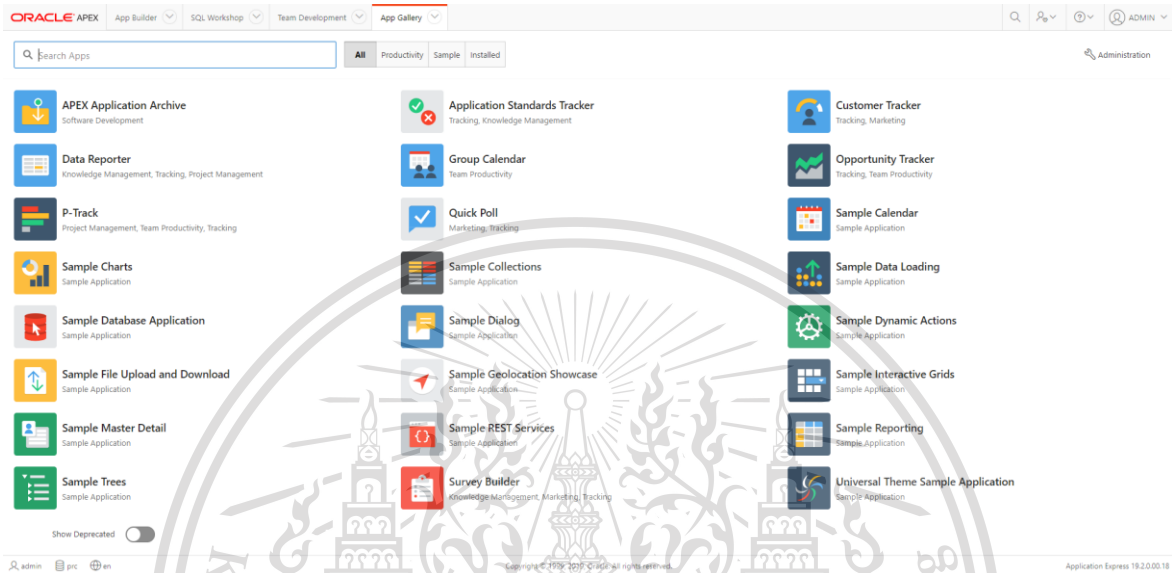 ORACLE APEX App Builder SQL Workshop Team Development App Gallery ADMIN
Search Apps All Productivity Sample Installed Administration
APEX Application Archive
Software Development
Application Standards Tracker
Tracking, Knowledge Management
Customer Tracker
Tracking, Marketing
Data Reporter
Knowledge Management, Tracking, Project Management
Group Calendar
Team Productivity
Opportunity Tracker
Tracking, Team Productivity
P-Track
Project Management, Team Productivity, Tracking
Quick Poll
Marketing, Tracking
Sample Calendar
Sample Application
Sample Charts
Sample Application
Sample Collections
Sample Application
Sample Data Loading
Sample Application
Sample Database Application
Sample Application
Sample Dialog
Sample Application
Sample Dynamic Actions
Sample Application
Sample File Upload and Download
Sample Application
Sample Geolocation Showcase
Sample Application
Sample Interactive Grids
Sample Application
Sample Master Detail
Sample Application
Sample REST Services
Sample Application
Sample Reporting
Sample Application
Sample Trees
Sample Application
Survey Builder
Knowledge Management, Marketing, Tracking
Universal Theme Sample Application
Sample Application
Show Deprecated
admin prc en Copyright © 1999, 2019, Oracle. All rights reserved. Application Express 19.2.0.00.18